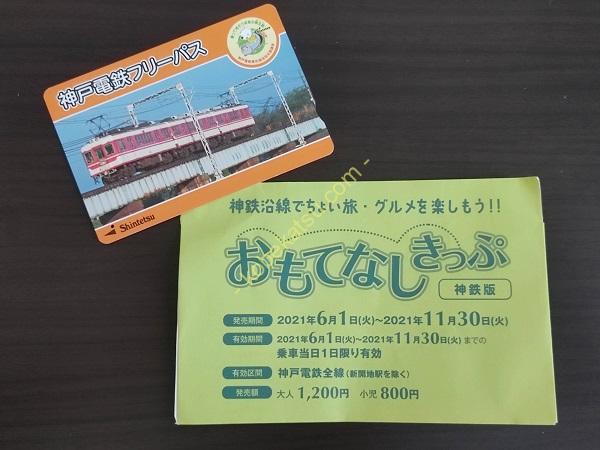 神戸電鉄フリーパス
Shintetsu
神鉄沿線でちょい旅・グルメを楽しもう!!
おもてなしきっぷ
神鉄版
発売期間 2021年6月1日(火)~2021年11月30日(火)
有効期間 2021年6月1日(火)~2021年11月30日(火)までの
乗車当日1日限り有効
有効区間 神戸電鉄全線(新開地駅を除く)
発売額 大人 1,200円 小児 800円